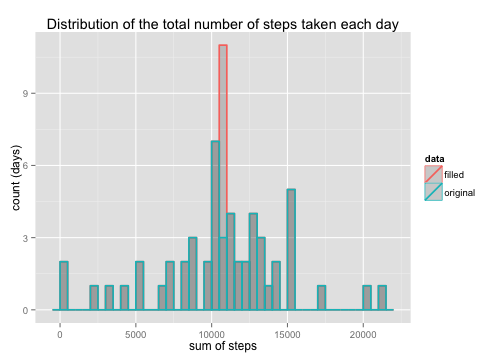 Distribution of the total number of steps taken each day
count (days)
9
6
3
0
0
5000
10000
15000
20000
sum of steps
data
filled
original